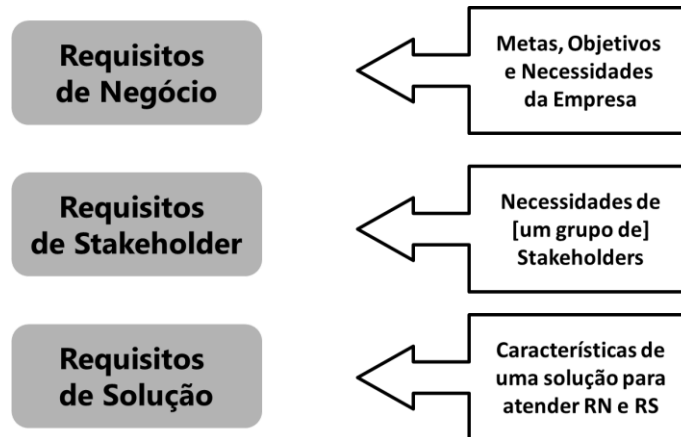 Requisitos
de Negócio
Metas, Objetivos
e Necessidades
da Empresa
Requisitos
de Stakeholder
Necessidades de
[um grupo de]
Stakeholders
Requisitos
de Solução
Características de
uma solução para
atender RN e RS